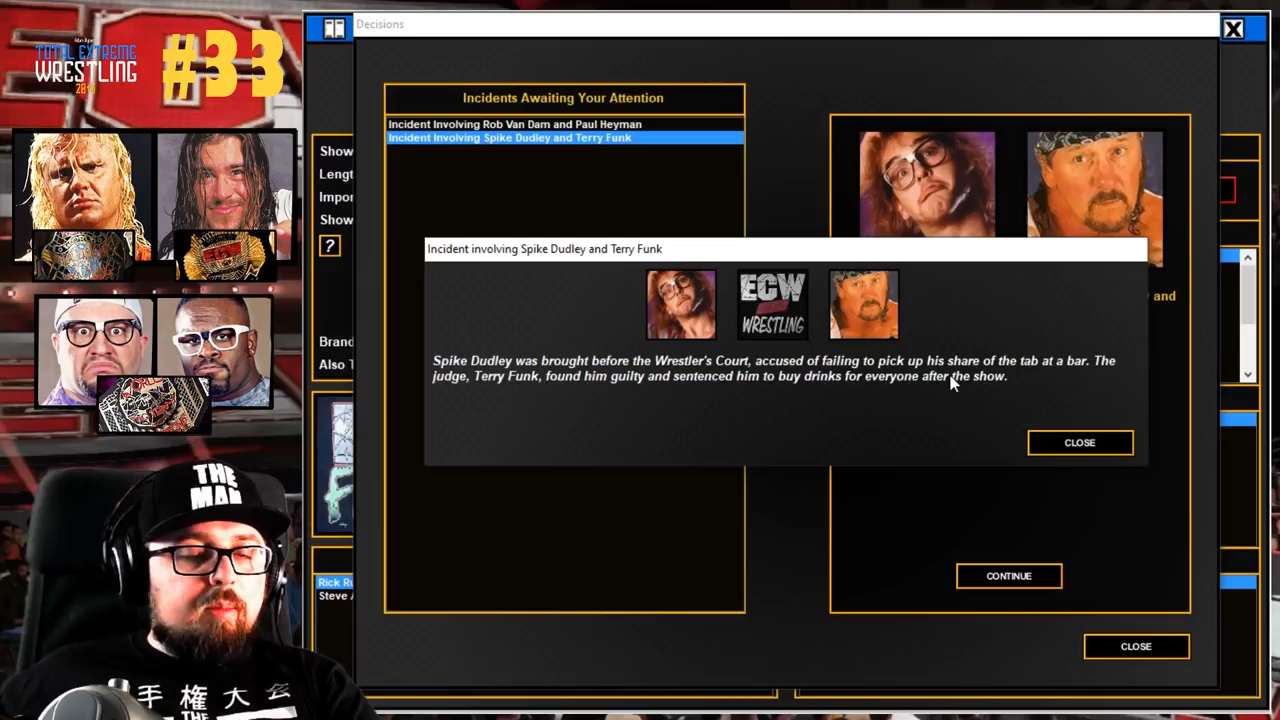 Decisions
TOTAL EXTREME
WRESTLING
#33
Incidents Awaiting Your Attention
Incident Involving Rob Van Dam and Paul Heyman
Incident Involving Spike Dudley and Terry Funk
Show
Lengt
Impor
Show
?
Bran
Also T
and
Incident involving Spike Dudley and Terry Funk
ECW
WRESTLING
Spike Dudley was brought before the Wrestler's Court, accused of failing to pick up his share of the tab at a bar. The
judge, Terry Funk, found him guilty and sentenced him to buy drinks for everyone after the show.
CLOSE
CONTINUE
Rick Ru
Steve A
CLOSE
THE
MAN
手権大会
THE